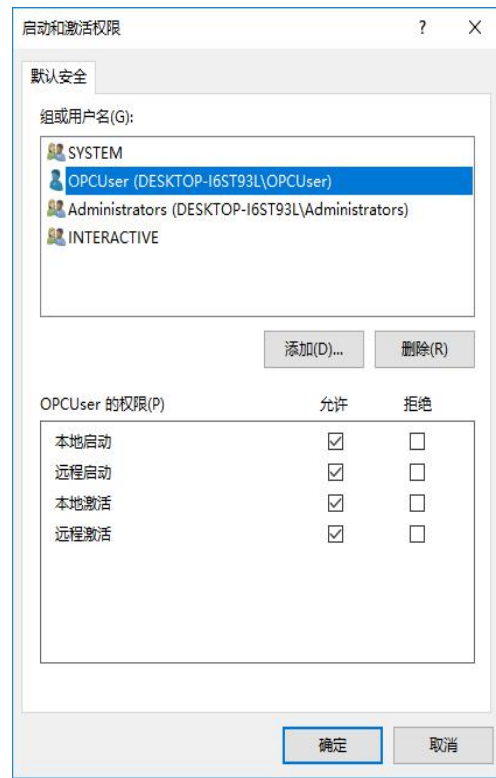 启动和激活权限 ? ×
默认安全
组或用户名(G):
SYSTEM
OPCUser (DESKTOP-I6ST93L\OPCUser)
Administrators (DESKTOP-I6ST93L\Administrators)
INTERACTIVE
添加(D)... 删除(R)
OPCUser 的权限(P) 允许 拒绝
本地启动
远程启动
本地激活
远程激活
确定 取消